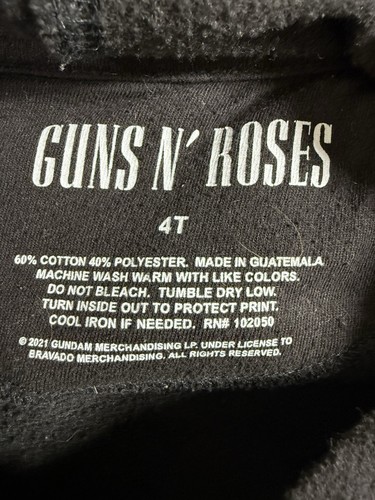 GUNS N' ROSES
4T
60% COTTON 40% POLYESTER. MADE IN GUATEMALA
MACHINE WASH WARM WITH LIKE COLORS.
DO NOT BLEACH. TUMBLE DRY LOW.
TURN INSIDE OUT TO PROTECT PRINT.
COOL IRON IF NEEDED. RN# 102050
© 2021 GUNDAM MERCHANDISING LP. UNDER LICENSE TO
BRAVADO MERCHANDISING. ALL RIGHTS RESERVED.